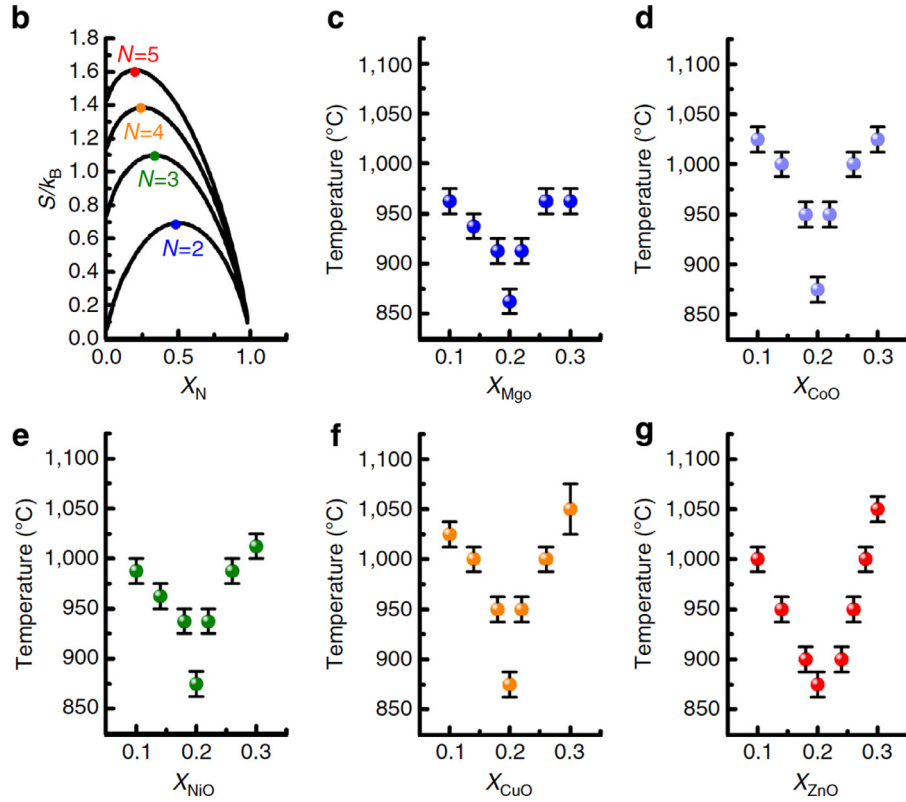 b
S/kB
1.8
1.6
1.4
1.2
1.0
0.8
0.6
0.4
0.2
0.0
N=5
N=4
N=3
N=2
0.0 0.5 1.0
XN
c
Temperature (°C)
1,100
1,050
1,000
950
900
850
0.1 0.2 0.3
XMgo
d
Temperature (°C)
1,100
1,050
1,000
950
900
850
0.1 0.2 0.3
XCoO
e
Temperature (°C)
1,100
1,050
1,000
950
900
850
0.1 0.2 0.3
XNiO
f
Temperature (°C)
1,100
1,050
1,000
950
900
850
0.1 0.2 0.3
XCuO
g
Temperature (°C)
1,100
1,050
1,000
950
900
850
0.1 0.2 0.3
XZnO